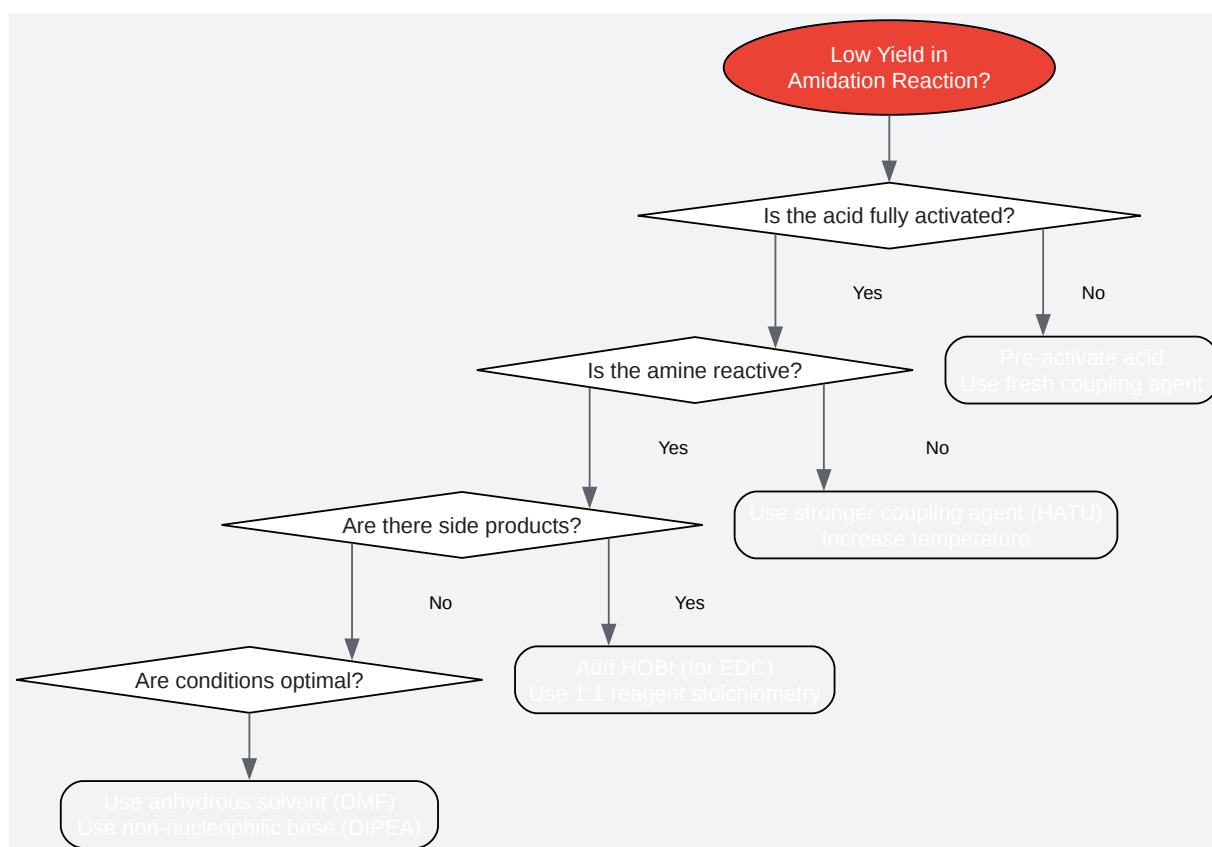 Low Yield in
Amidation Reaction?
Is the acid fully activated?
Yes
No
Is the amine reactive?
Pre-activate acid
Use fresh coupling agent
Yes
No
Are there side products?
Use stronger coupling agent (HATU)
Increase temperature
No
Yes
Are conditions optimal?
Add HOBt (for EDC)
Use 1:1 reagent stoichiometry
Use anhydrous solvent (DMF)
Use non-nucleophilic base (DIPEA)